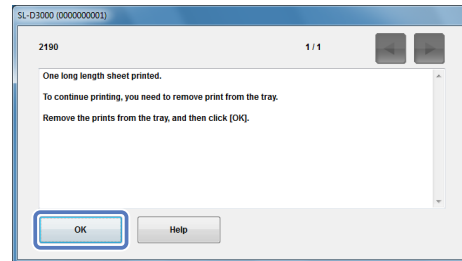 SL-D3000 (0000000001)
2190 1 / 1
One long length sheet printed.
To continue printing, you need to remove print from the tray.
Remove the prints from the tray, and then click [OK].
OK Help